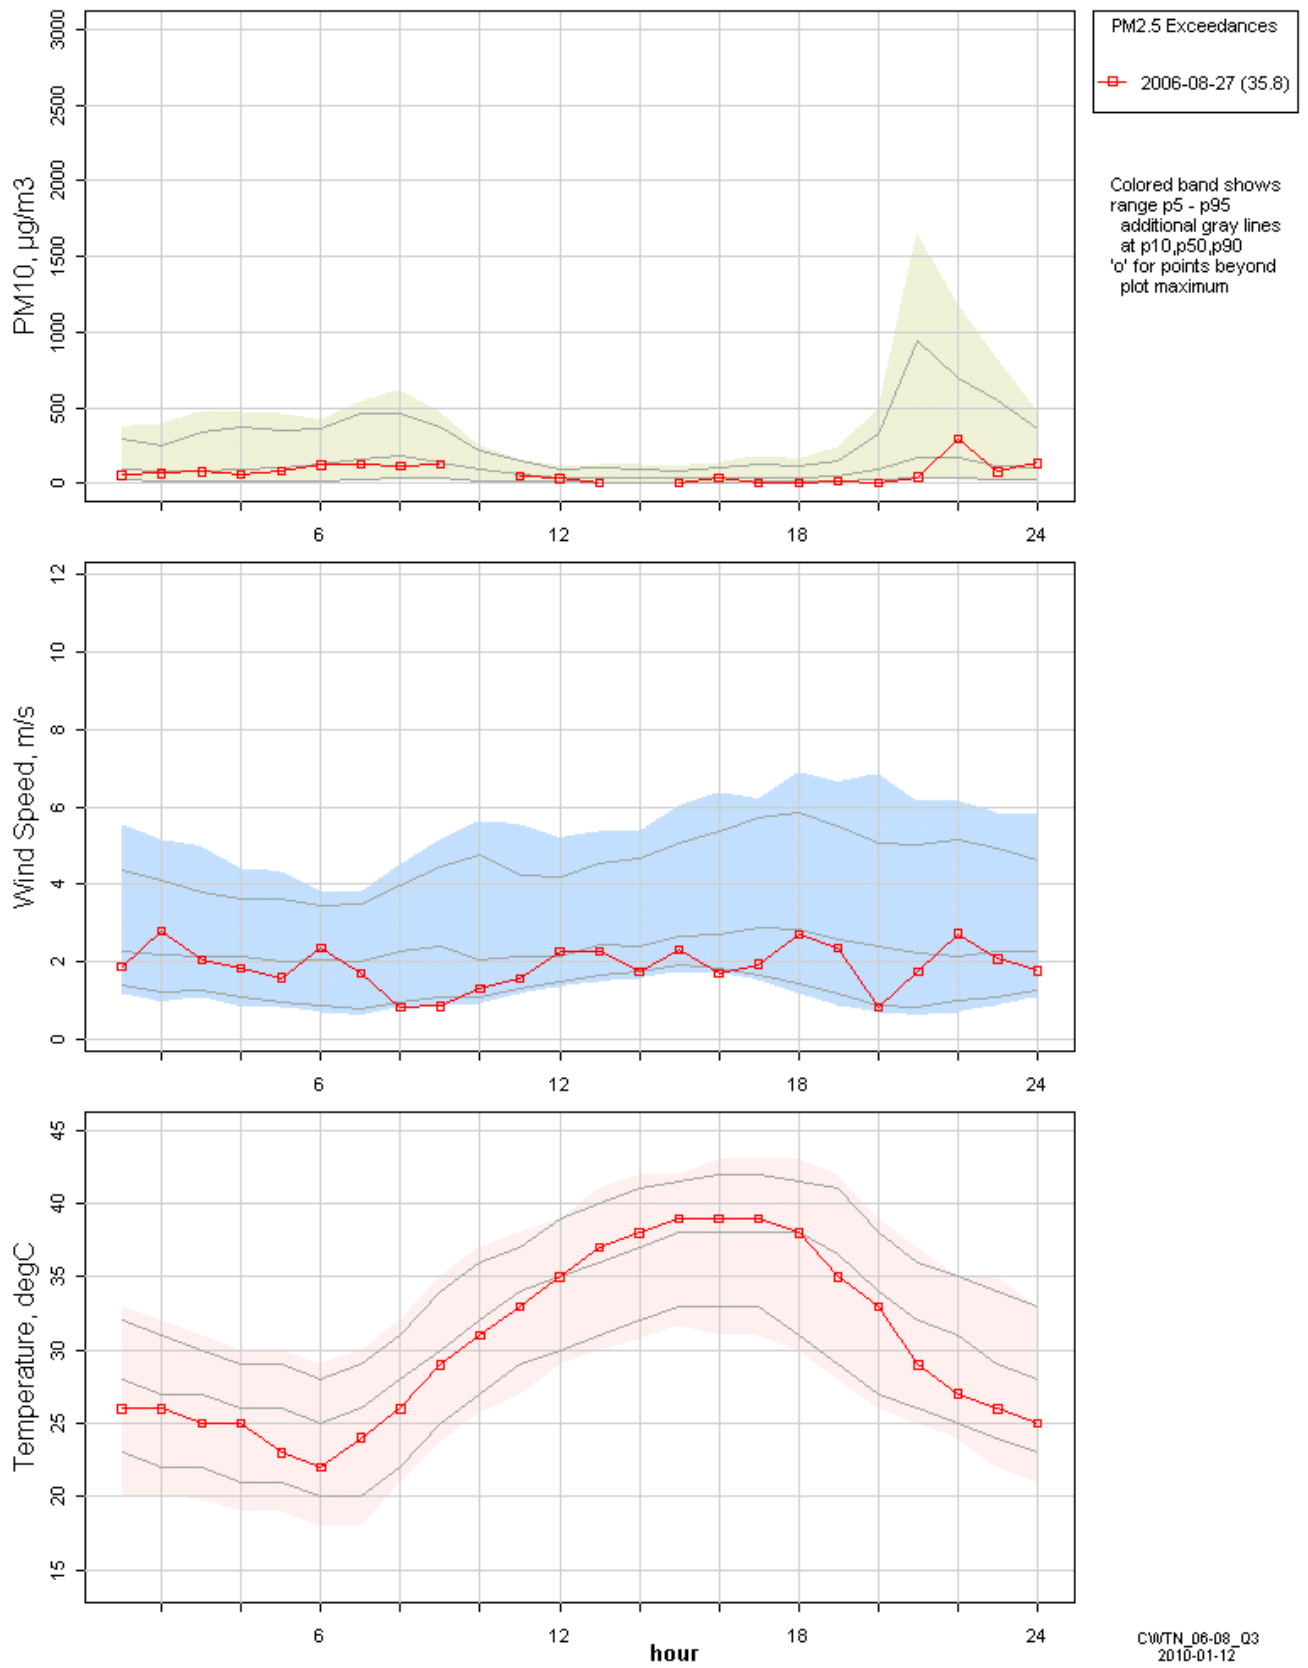 PM10, µg/m3
3000
2500
2000
1500
1000
500
0
6 12 18 24
PM2.5 Exceedances
2006-08-27 (35.8)
Colored band shows
range p5 - p95
additional gray lines
at p10,p50,p90
'o' for points beyond
plot maximum
Wind Speed, m/s
12
10
8
6
4
2
0
6 12 18 24
Temperature, degC
45
40
35
30
25
20
15
6 12 18 24
hour
CWTN_06-08_Q3
2010-01-12